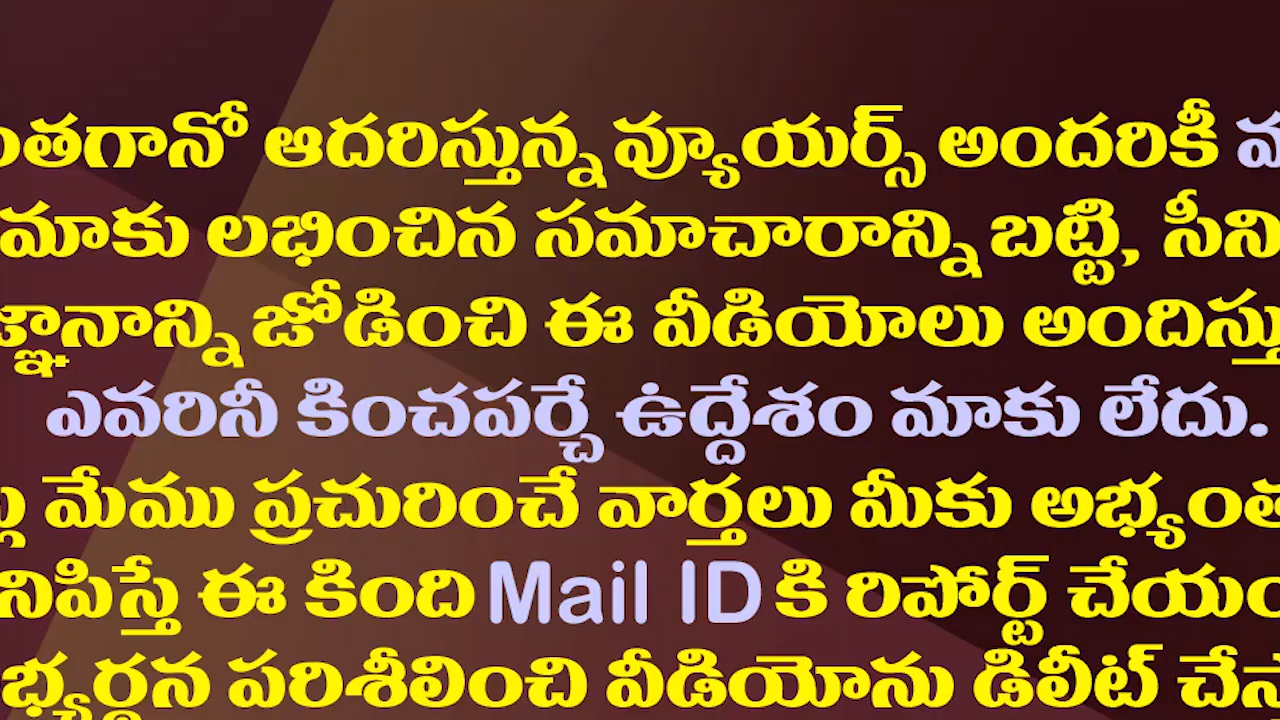 ఆదరిస్తున్న వ్యూయర్స్ అందరికీ
మాకు లభించిన సమాచారాన్ని బట్టి,
జోడించి ఈ వీడియోలు
ఎవరినీ కించపర్చే ఉద్దేశం మాకు లేదు.
మేము ప్రచురించే వార్తలు మీకు
ఈ కింది Mail ID కి రిపోర్ట్
పరిశీలించి వీడియోను డిలీట్